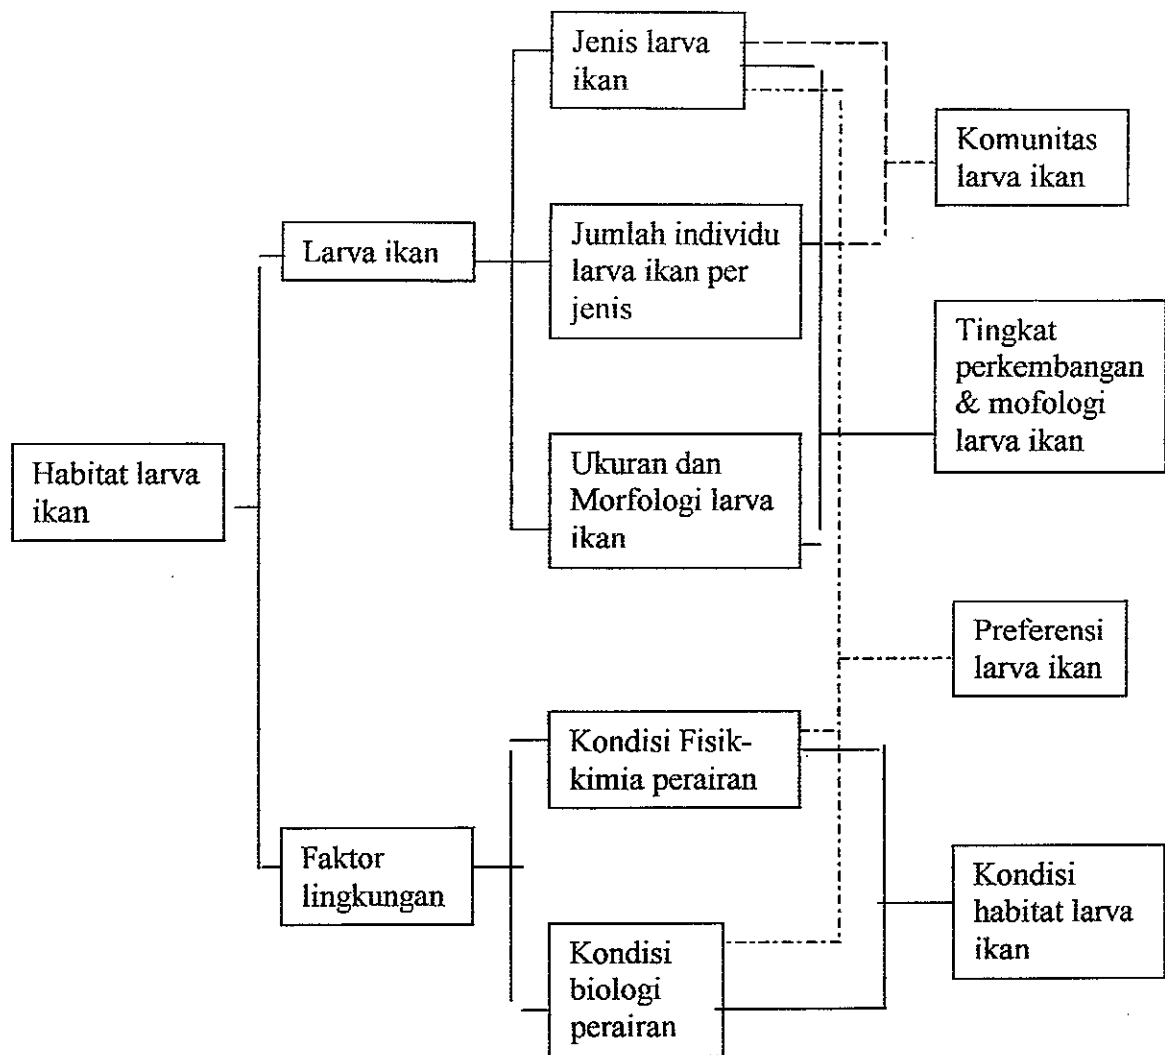 Jenis larva
ikan
Komunitas
larva ikan
Larva ikan
Jumlah individu
larva ikan per
jenis
Tingkat
perkembangan
& mofologi
larva ikan
Habitat larva
ikan
Ukuran dan
Morfologi larva
ikan
Preferensi
larva ikan
Kondisi Fisik-
kimia perairan
Faktor
lingkungan
Kondisi
habitat larva
ikan
Kondisi
biologi
perairan